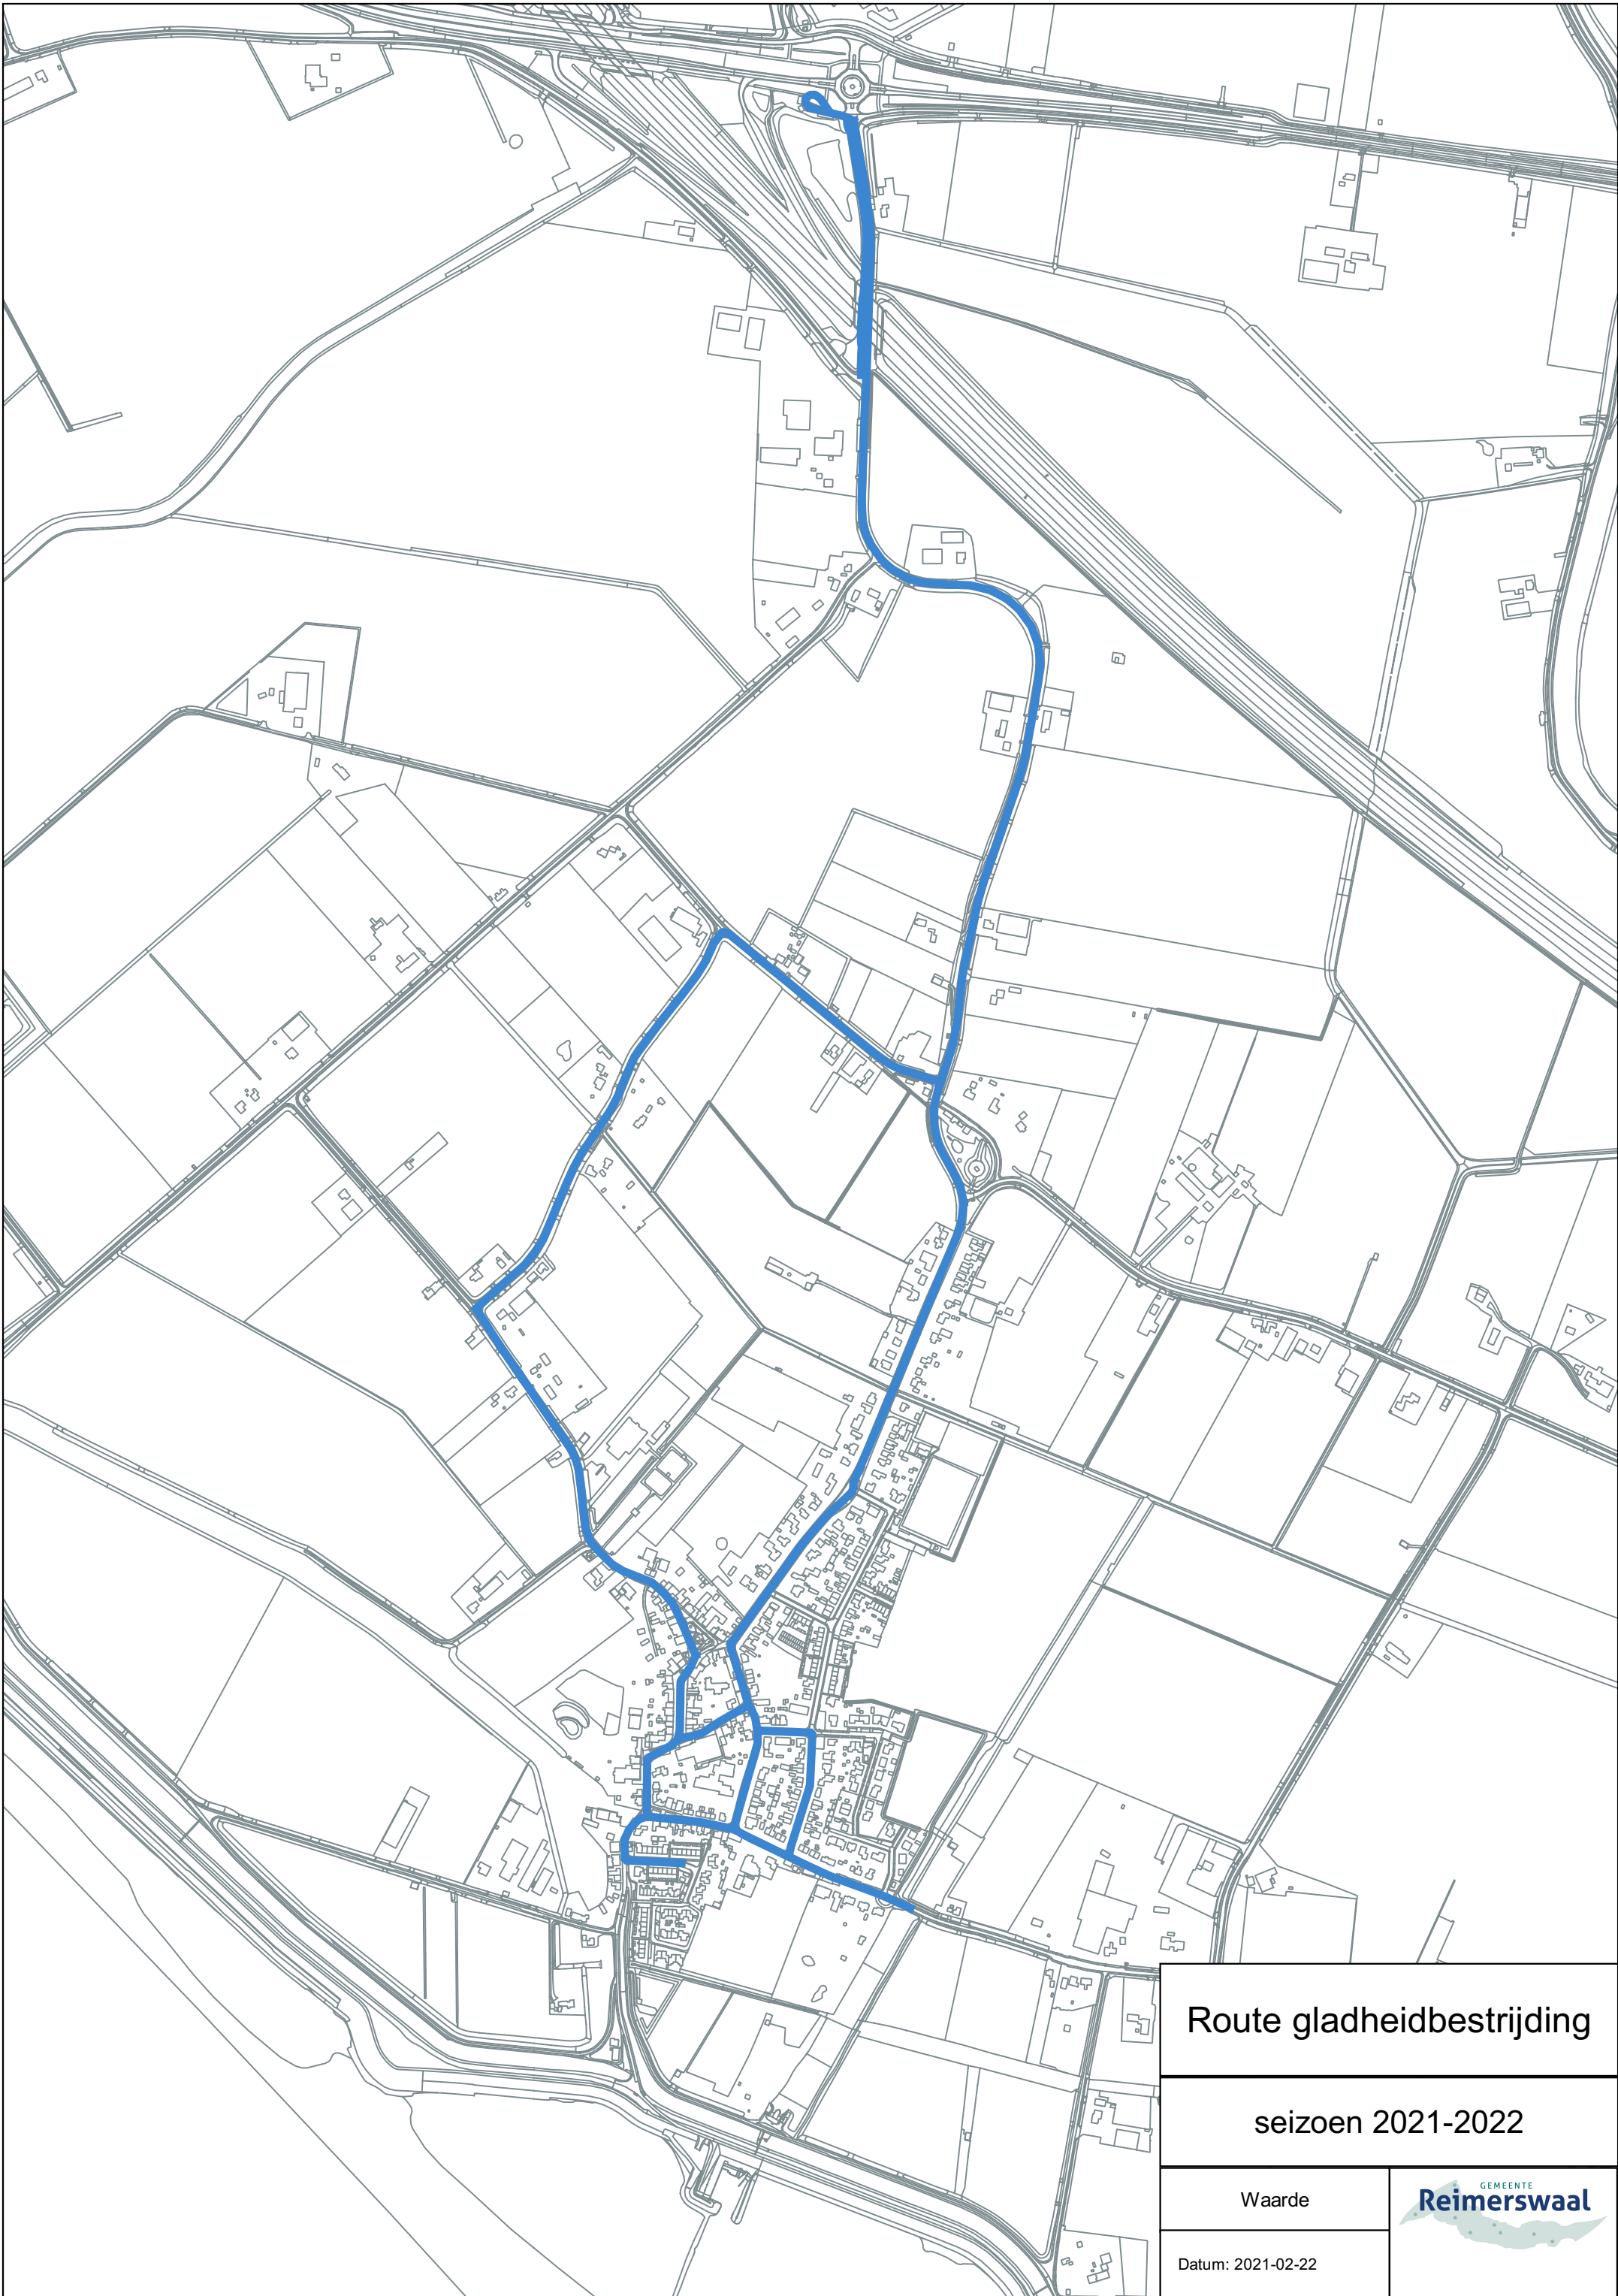 Route gladheidbestrijding
seizoen 2021-2022
Waarde
Datum: 2021-02-22
GEMEENTE
Reimerswaal